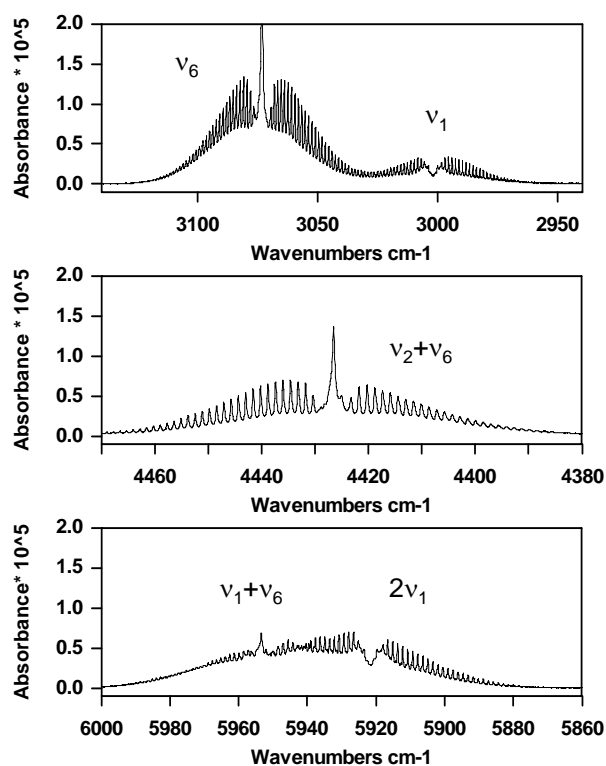 Absorbance * 10^5
2.0
1.5
1.0
0.5
0.0
ν6
ν1
3100 3050 3000 2950
Wavenumbers cm-1
Absorbance * 10^5
2.0
1.5
1.0
0.5
0.0
ν2+ν6
4460 4440 4420 4400 4380
Wavenumbers cm-1
Absorbance* 10^5
2.0
1.5
1.0
0.5
0.0
ν1+ν6 2ν1
6000 5980 5960 5940 5920 5900 5880 5860
Wavenumbers cm-1